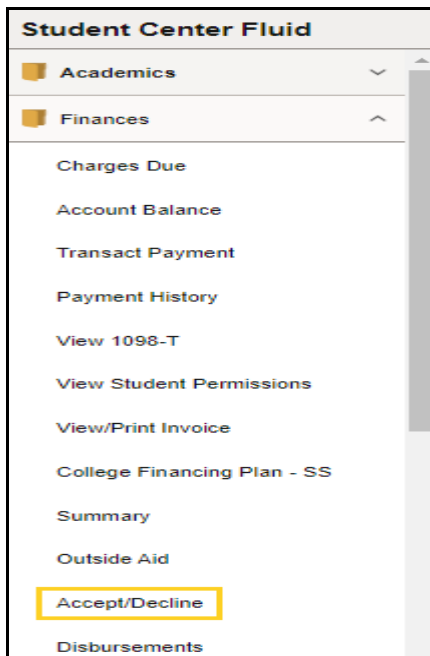 Student Center Fluid
Academics
Finances
Charges Due
Account Balance
Transact Payment
Payment History
View 1098-T
View Student Permissions
View/Print Invoice
College Financing Plan - SS
Summary
Outside Aid
Accept/Decline
Disbursements